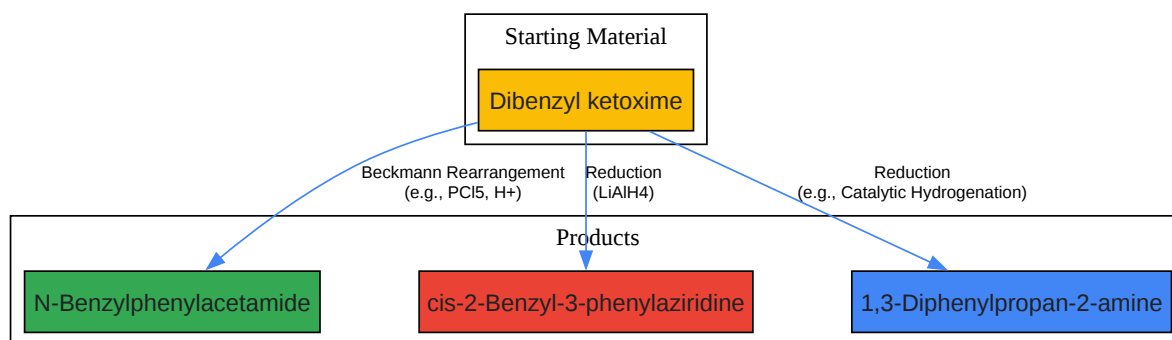 Starting Material
Dibenzyl ketoxime
Beckmann Rearrangement
(e.g., PCl5, H+)
Reduction
(LiAlH4)
Reduction
(e.g., Catalytic Hydrogenation)
Products
N-Benzylphenylacetamide
cis-2-Benzyl-3-phenylaziridine
1,3-Diphenylpropan-2-amine